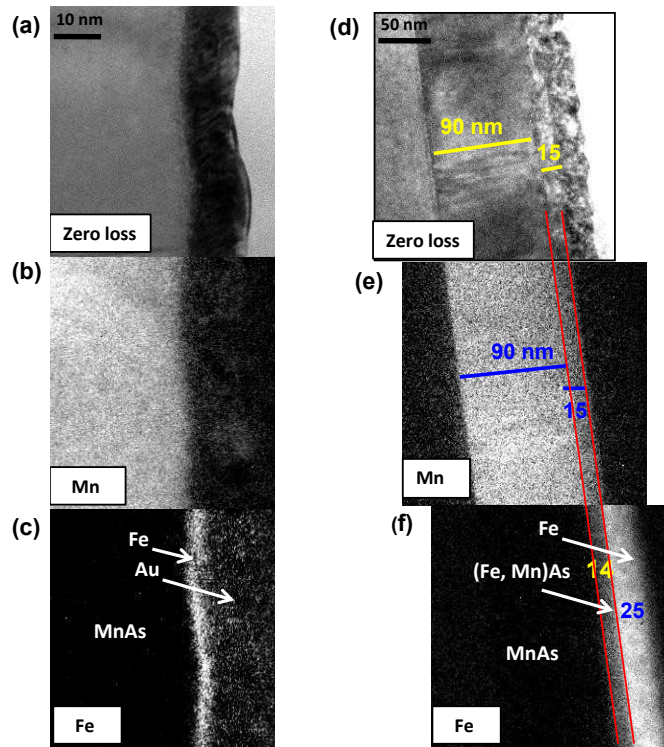 (a)
10 nm
Zero loss
(b)
Mn
(c)
Fe
Au
MnAs
Fe
(d)
50 nm
90 nm
15
Zero loss
(e)
90 nm
15
Mn
(f)
Fe
(Fe, Mn)As
14
25
MnAs
Fe